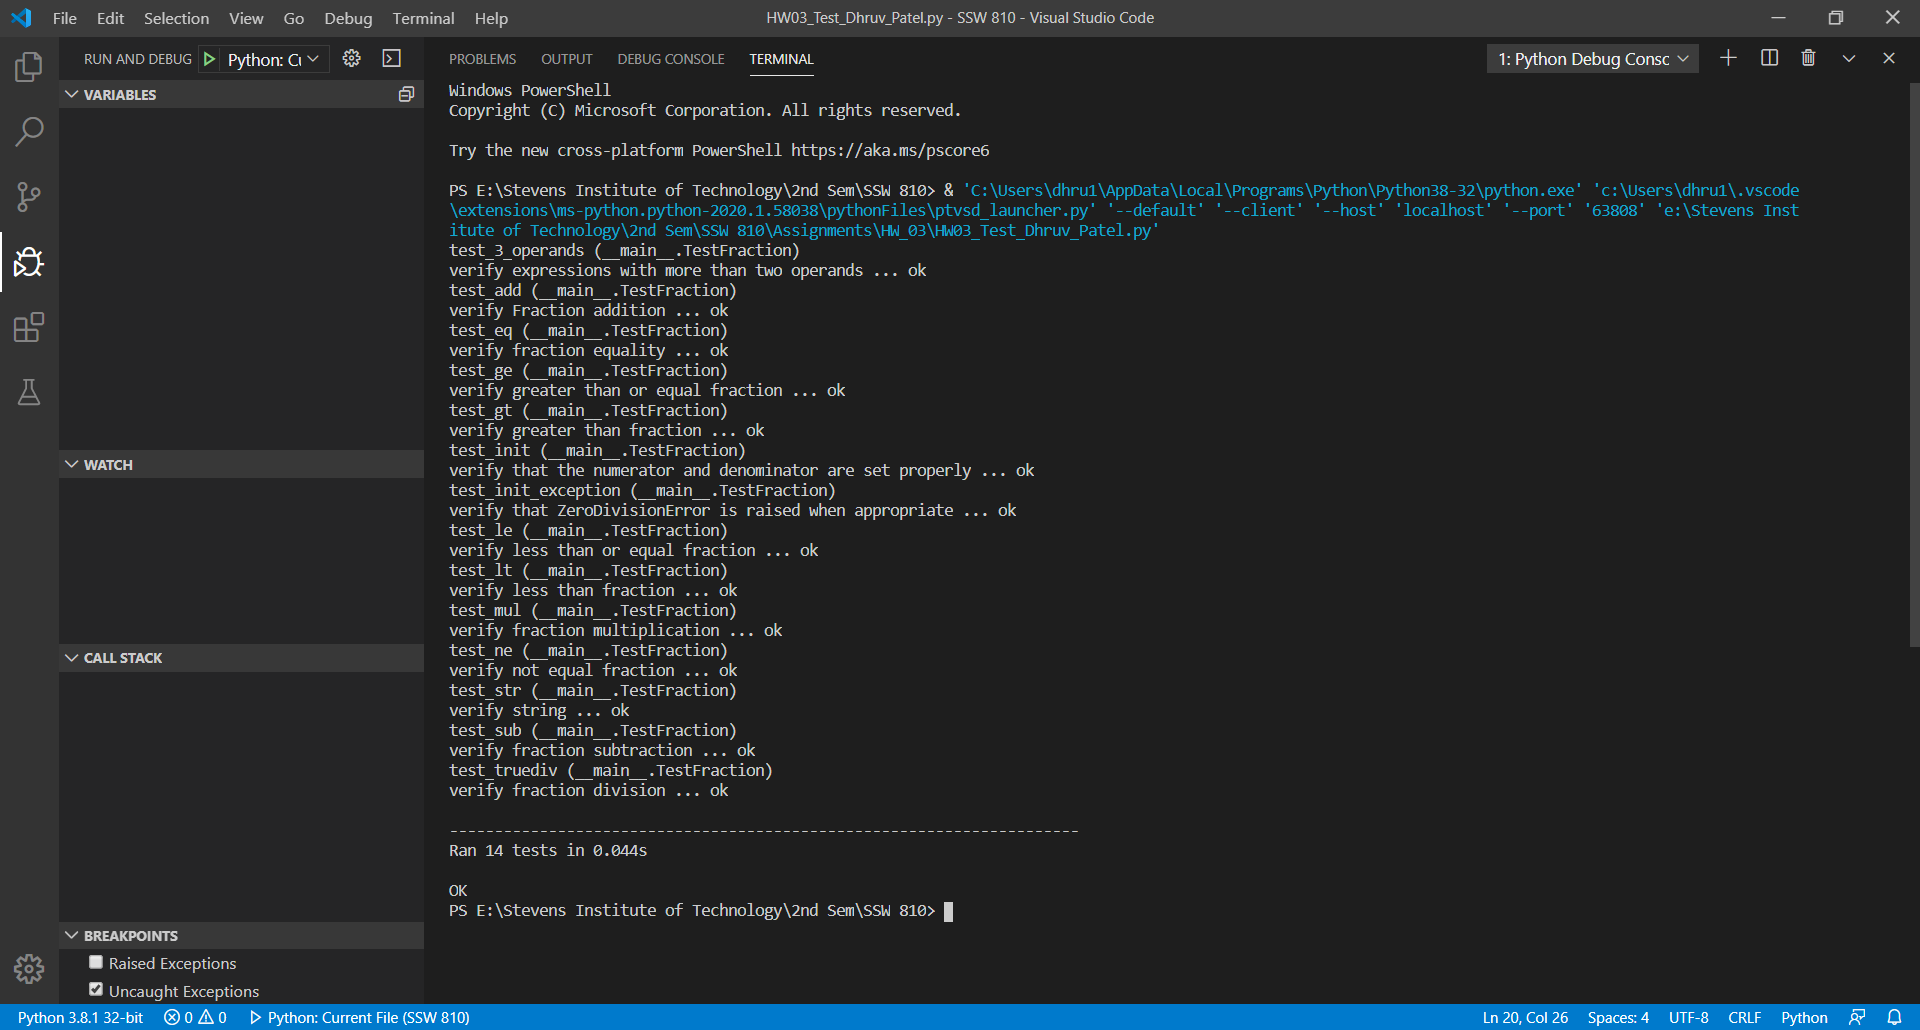 File Edit Selection View Go Debug Terminal Help
HW03_Test_Dhruv_Patel.py - SSW 810 - Visual Studio Code
RUN AND DEBUG Python: Cu
VARIABLES
WATCH
CALL STACK
BREAKPOINTS
Raised Exceptions
Uncaught Exceptions
PROBLEMS OUTPUT DEBUG CONSOLE TERMINAL
1: Python Debug Consc
Windows PowerShell
Copyright (C) Microsoft Corporation. All rights reserved.
Try the new cross-platform PowerShell https://aka.ms/pscore6
PS E:\Stevens Institute of Technology\2nd Sem\SSW 810> & 'C:\Users\dhru1\AppData\Local\Programs\Python\Python38-32\python.exe' 'c:\Users\dhru1\.vscode
\extensions\ms-python.python-2020.1.58038\pythonFiles\ptvsd_launcher.py' '--default' '--client' '--host' 'localhost' '--port' '63808' 'e:\Stevens Inst
itute of Technology\2nd Sem\SSW 810\Assignments\HW_03\HW03_Test_Dhruv_Patel.py'
test_3_operands (__main__.TestFraction)
verify expressions with more than two operands ... ok
test_add (__main__.TestFraction)
verify Fraction addition ... ok
test_eq (__main__.TestFraction)
verify fraction equality ... ok
test_ge (__main__.TestFraction)
verify greater than or equal fraction ... ok
test_gt (__main__.TestFraction)
verify greater than fraction ... ok
test_init (__main__.TestFraction)
verify that the numerator and denominator are set properly ... ok
test_init_exception (__main__.TestFraction)
verify that ZeroDivisionError is raised when appropriate ... ok
test_le (__main__.TestFraction)
verify less than or equal fraction ... ok
test_lt (__main__.TestFraction)
verify less than fraction ... ok
test_mul (__main__.TestFraction)
verify fraction multiplication ... ok
test_ne (__main__.TestFraction)
verify not equal fraction ... ok
test_str (__main__.TestFraction)
verify string ... ok
test_sub (__main__.TestFraction)
verify fraction subtraction ... ok
test_truediv (__main__.TestFraction)
verify fraction division ... ok
----------------------------------------------------------------------
Ran 14 tests in 0.044s
OK
PS E:\Stevens Institute of Technology\2nd Sem\SSW 810>
Python 3.8.1 32-bit 0 0 Python: Current File (SSW 810) Ln 20, Col 26 Spaces: 4 UTF-8 CRLF Python